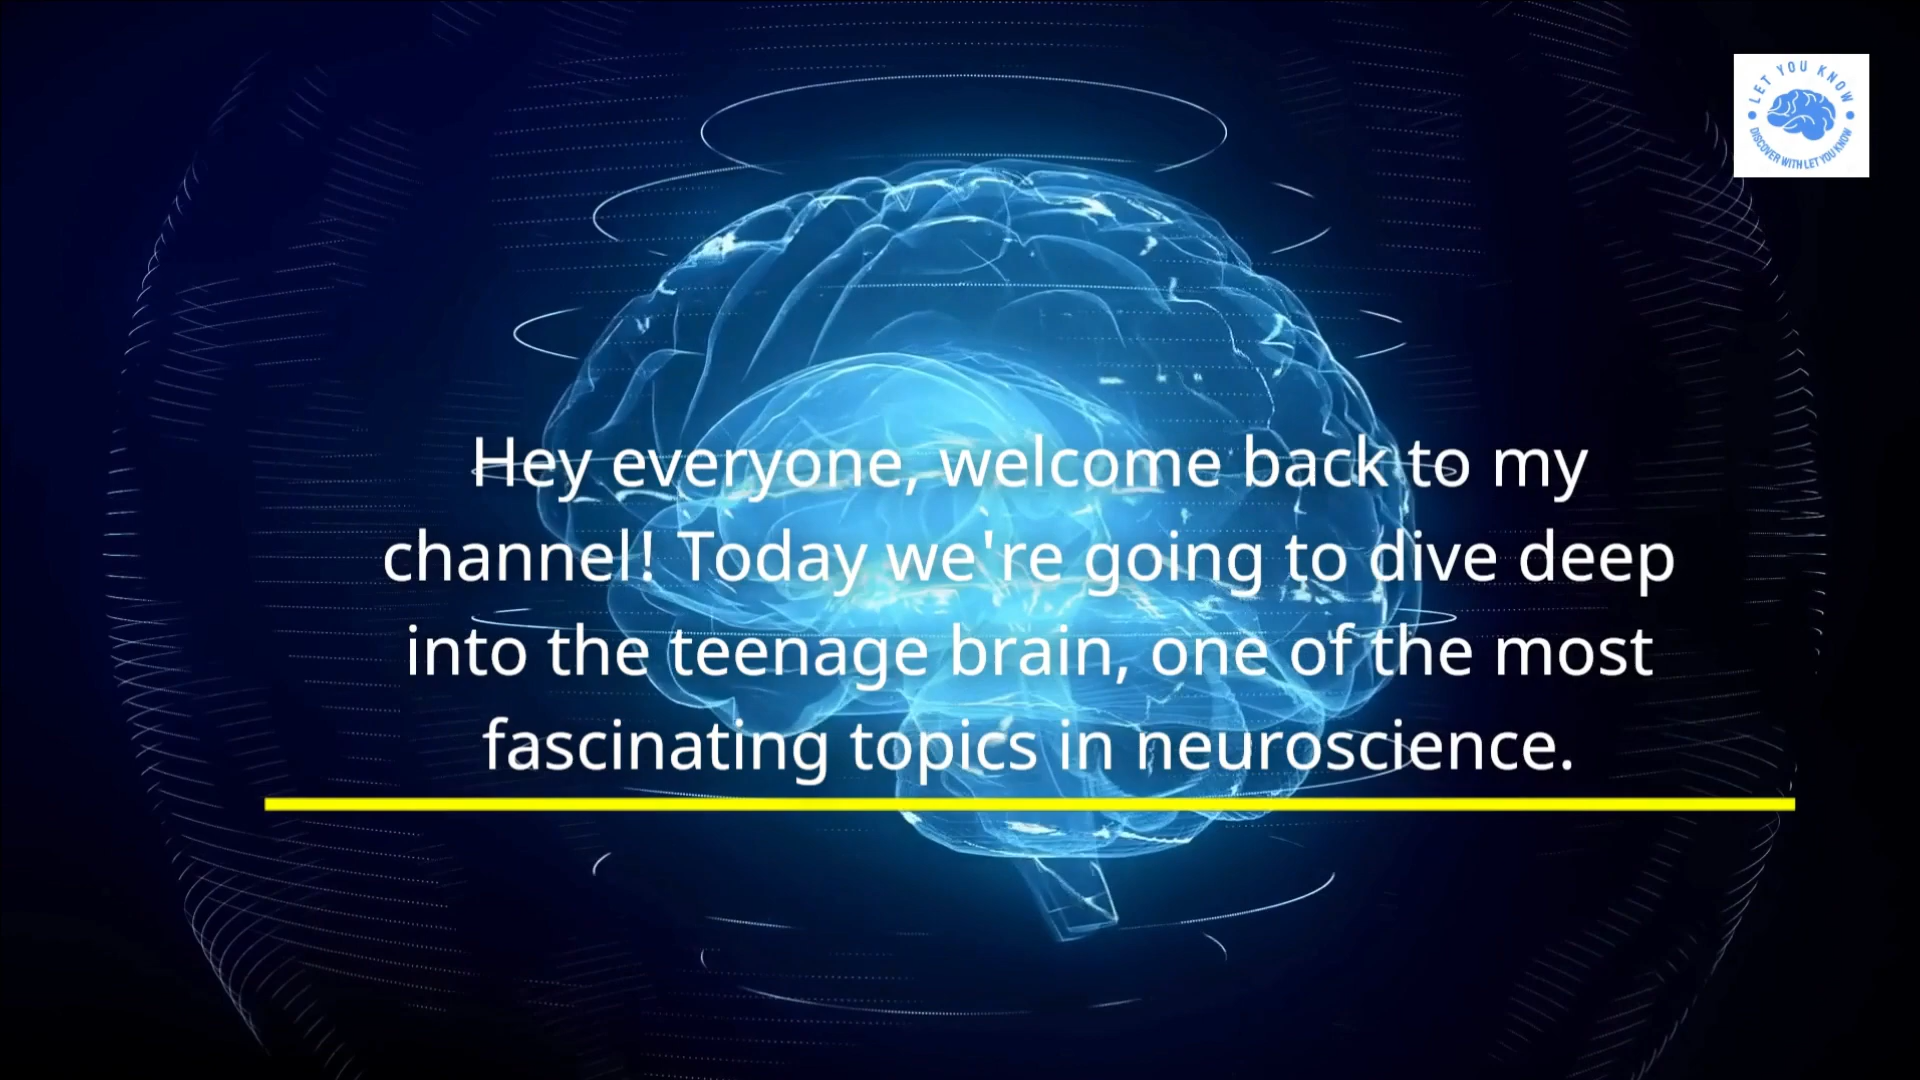 LET YOU KNOW
DISCOVER WITH LET YOU KNOW
Hey everyone, welcome back to my
channel! Today we're going to dive deep
into the teenage brain, one of the most
fascinating topics in neuroscience.